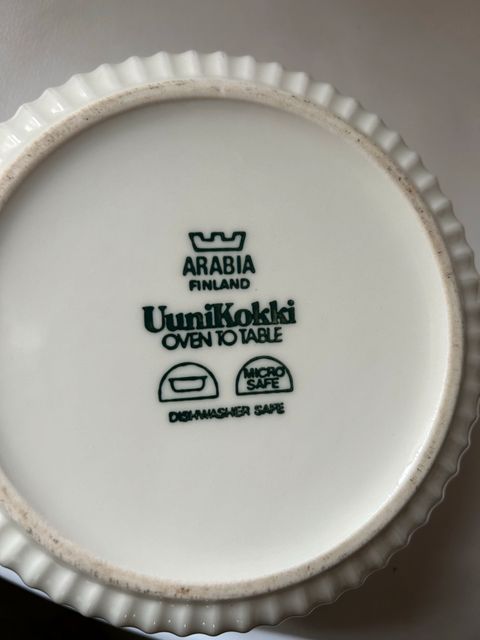 ARABIA
FINLAND
UuniKokki
OVEN TO TABLE
MICRO
SAFE
DISHWASHER SAFE